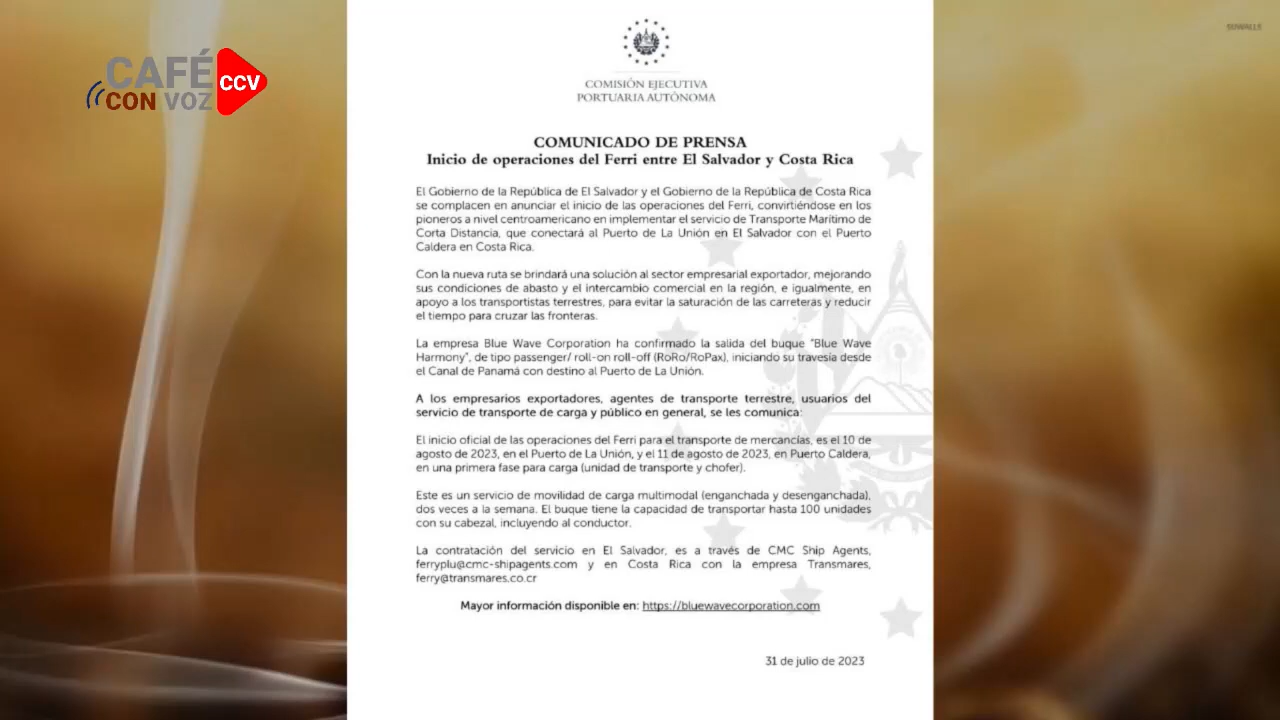 SUWALLS
CAFÉ
CON VOZ
CCV
COMISIÓN EJECUTIVA
PORTUARIA AUTÓNOMA
COMUNICADO DE PRENSA
Inicio de operaciones del Ferri entre El Salvador y Costa Rica
El Gobierno de la República de El Salvador y el Gobierno de la República de Costa Rica
se complacen en anunciar el inicio de las operaciones del Ferri, convirtiéndose en los
pioneros a nivel centroamericano en implementar el servicio de Transporte Marítimo de
Corta Distancia, que conectará al Puerto de La Unión en El Salvador con el Puerto
Caldera en Costa Rica.
Con la nueva ruta se brindará una solución al sector empresarial exportador, mejorando
sus condiciones de abasto y el intercambio comercial en la región, e igualmente, en
apoyo a los transportistas terrestres, para evitar la saturación de las carreteras y reducir
el tiempo para cruzar las fronteras.
La empresa Blue Wave Corporation ha confirmado la salida del buque "Blue Wave
Harmony", de tipo passenger/ roll-on roll-off (RoRo/RoPax), iniciando su travesía desde
el Canal de Panamá con destino al Puerto de La Unión.
A los empresarios exportadores, agentes de transporte terrestre, usuarios del
servicio de transporte de carga y público en general, se les comunica:
El inicio oficial de las operaciones del Ferri para el transporte de mercancías, es el 10 de
agosto de 2023, en el Puerto de La Unión, y el 11 de agosto de 2023, en Puerto Caldera,
en una primera fase para carga (unidad de transporte y chofer).
Este es un servicio de movilidad de carga multimodal (enganchada y desenganchada),
dos veces a la semana. El buque tiene la capacidad de transportar hasta 100 unidades
con su cabezal, incluyendo al conductor.
La contratación del servicio en El Salvador, es a través de CMC Ship Agents,
ferryplu@cmc-shipagents.com y en Costa Rica con la empresa Transmares,
ferry@transmares.co.cr
Mayor información disponible en: https://bluewavecorporation.com
31 de julio de 2023